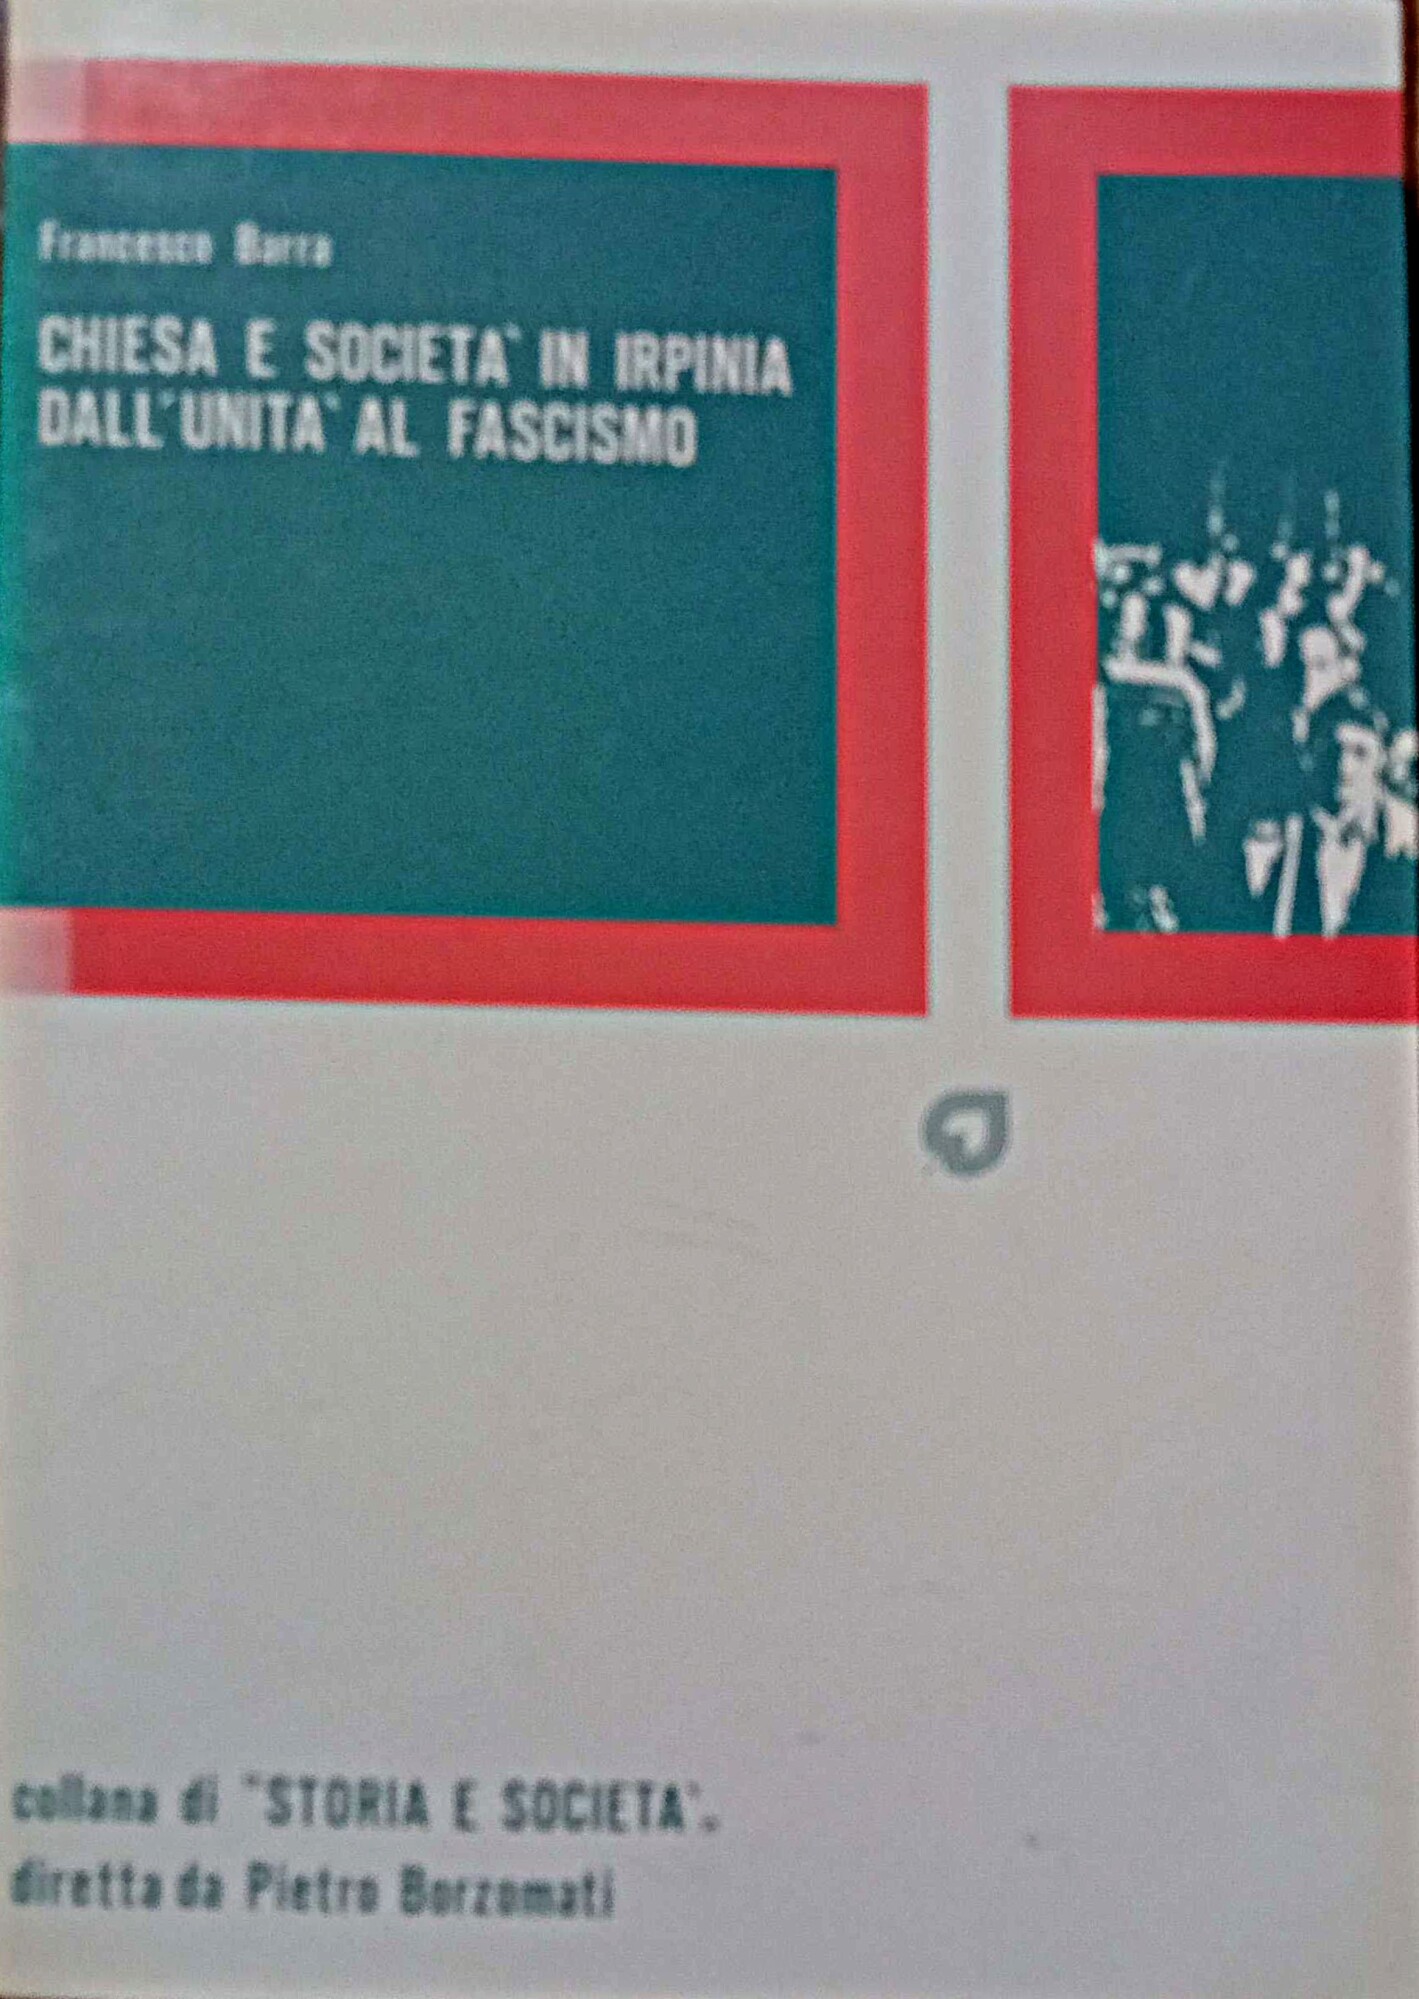 Francesco Barra
CHIESA E SOCIETA` IN IRPINIA
DALL'UNITA` AL FASCISMO
collana di "STORIA E SOCIETA`„
diretta da Pietro Borzomati